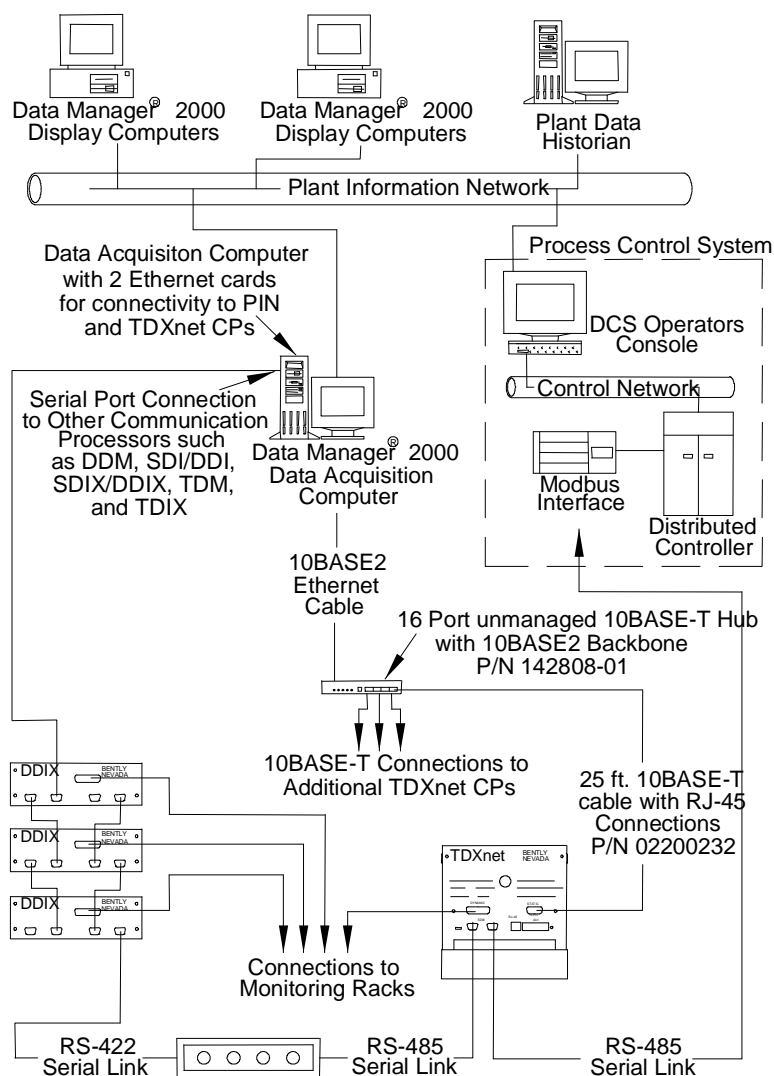 Data Manager® 2000
Display Computers
Data Manager® 2000
Display Computers
Plant Data
Historian
Plant Information Network
Data Acquisiton Computer
with 2 Ethernet cards
for connectivity to PIN
and TDXnet CPs
Process Control System
DCS Operators
Console
Control Network
Modbus
Interface
Distributed
Controller
Serial Port Connection
to Other Communication
Processors such
as DDM, SDI/DDI,
SDIX/DDIX, TDM,
and TDIX
Data Manager® 2000
Data Acquisition
Computer
10BASE2
Ethernet
Cable
16 Port unmanaged 10BASE-T Hub
with 10BASE2 Backbone
P/N 142808-01
10BASE-T Connections to
Additional TDXnet CPs
25 ft. 10BASE-T
cable with RJ-45
Connections
P/N 02200232
DDIX
BENTLY
NEVADA
DDIX
BENTLY
NEVADA
DDIX
BENTLY
NEVADA
TDXnet
BENTLY
NEVADA
Connections to
Monitoring Racks
RS-422
Serial Link
RS-485
Serial Link
RS-485
Serial Link